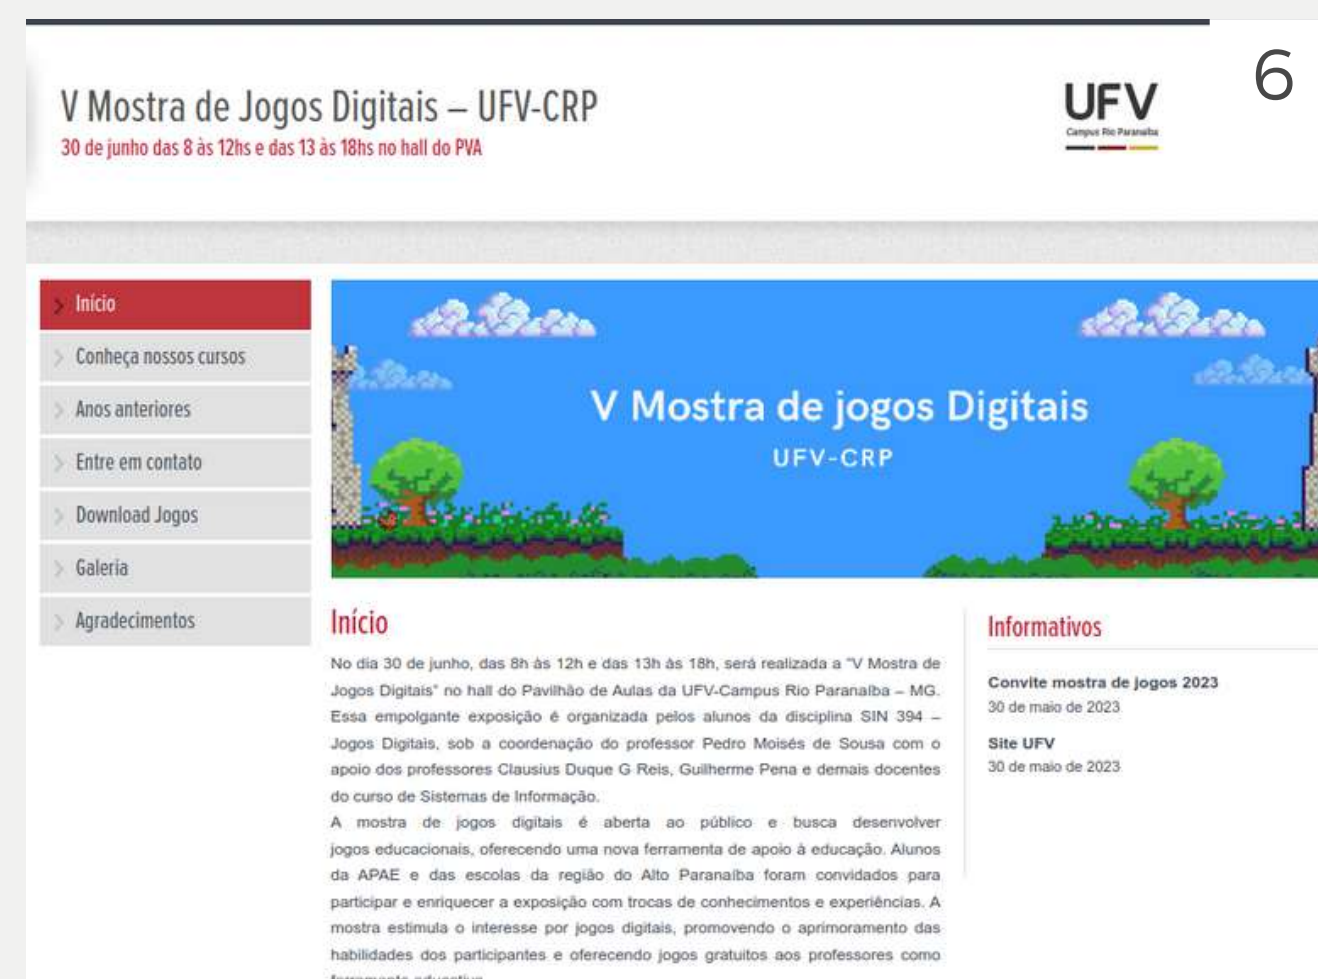 6
V Mostra de Jogos Digitais – UFV-CRP
30 de junho das 8 às 12hs e das 13 às 18hs no hall do PVA
UFV
Campus Rio Paranaíba
Início
Conheça nossos cursos
Anos anteriores
Entre em contato
Download Jogos
Galeria
Agradecimentos
V Mostra de jogos Digitais
UFV-CRP
Início
No dia 30 de junho, das 8h às 12h e das 13h às 18h, será realizada a "V Mostra de
Jogos Digitais" no hall do Pavilhão de Aulas da UFV-Campus Rio Paranaíba – MG.
Essa empolgante exposição é organizada pelos alunos da disciplina SIN 394 –
Jogos Digitais, sob a coordenação do professor Pedro Moisés de Sousa com o
apoio dos professores Clausius Duque G Reis, Guilherme Pena e demais docentes
do curso de Sistemas de Informação.
A mostra de jogos digitais é aberta ao público e busca desenvolver
jogos educacionais, oferecendo uma nova ferramenta de apoio à educação. Alunos
da APAE e das escolas da região do Alto Paranaíba foram convidados para
participar e enriquecer a exposição com trocas de conhecimentos e experiências. A
mostra estimula o interesse por jogos digitais, promovendo o aprimoramento das
habilidades dos participantes e oferecendo jogos gratuitos aos professores como
Informativos
Convite mostra de jogos 2023
30 de maio de 2023
Site UFV
30 de maio de 2023